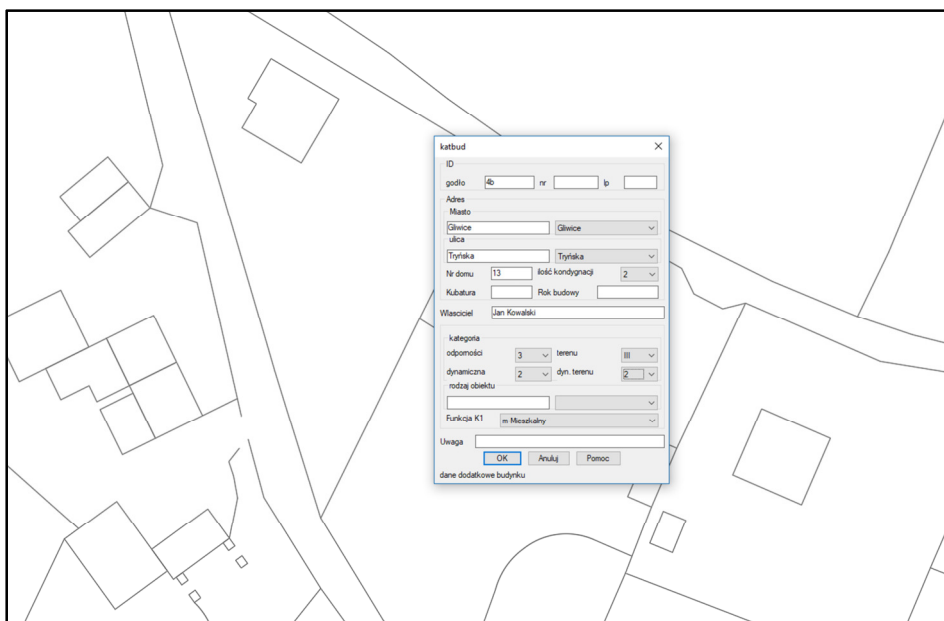 katbud
ID
godło 4b nr lp
Adres
Miasto
Gliwice Gliwice
ulica
Tryńska Tryńska
Nr domu 13 ilość kondygnacji 2
Kubatura Rok budowy
Wlasciciel Jan Kowalski
kategoria
odporności 3 terenu III
dynamiczna 2 dyn. terenu 2
rodzaj obiektu
Funkcja K1 m Mieszkalny
Uwaga
OK Anuluj Pomoc
dane dodatkowe budynku